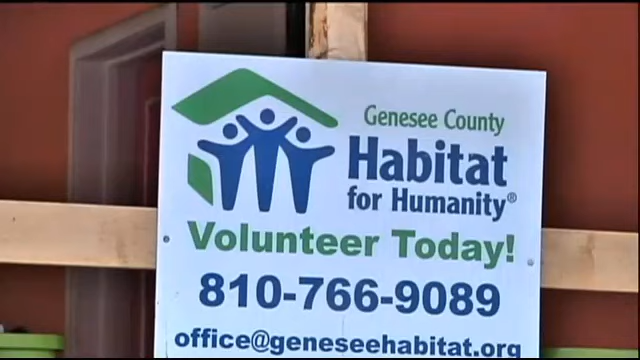 Genesee County
Habitat
for Humanity®
Volunteer Today!
810-766-9089
office@geneseehabitat.org